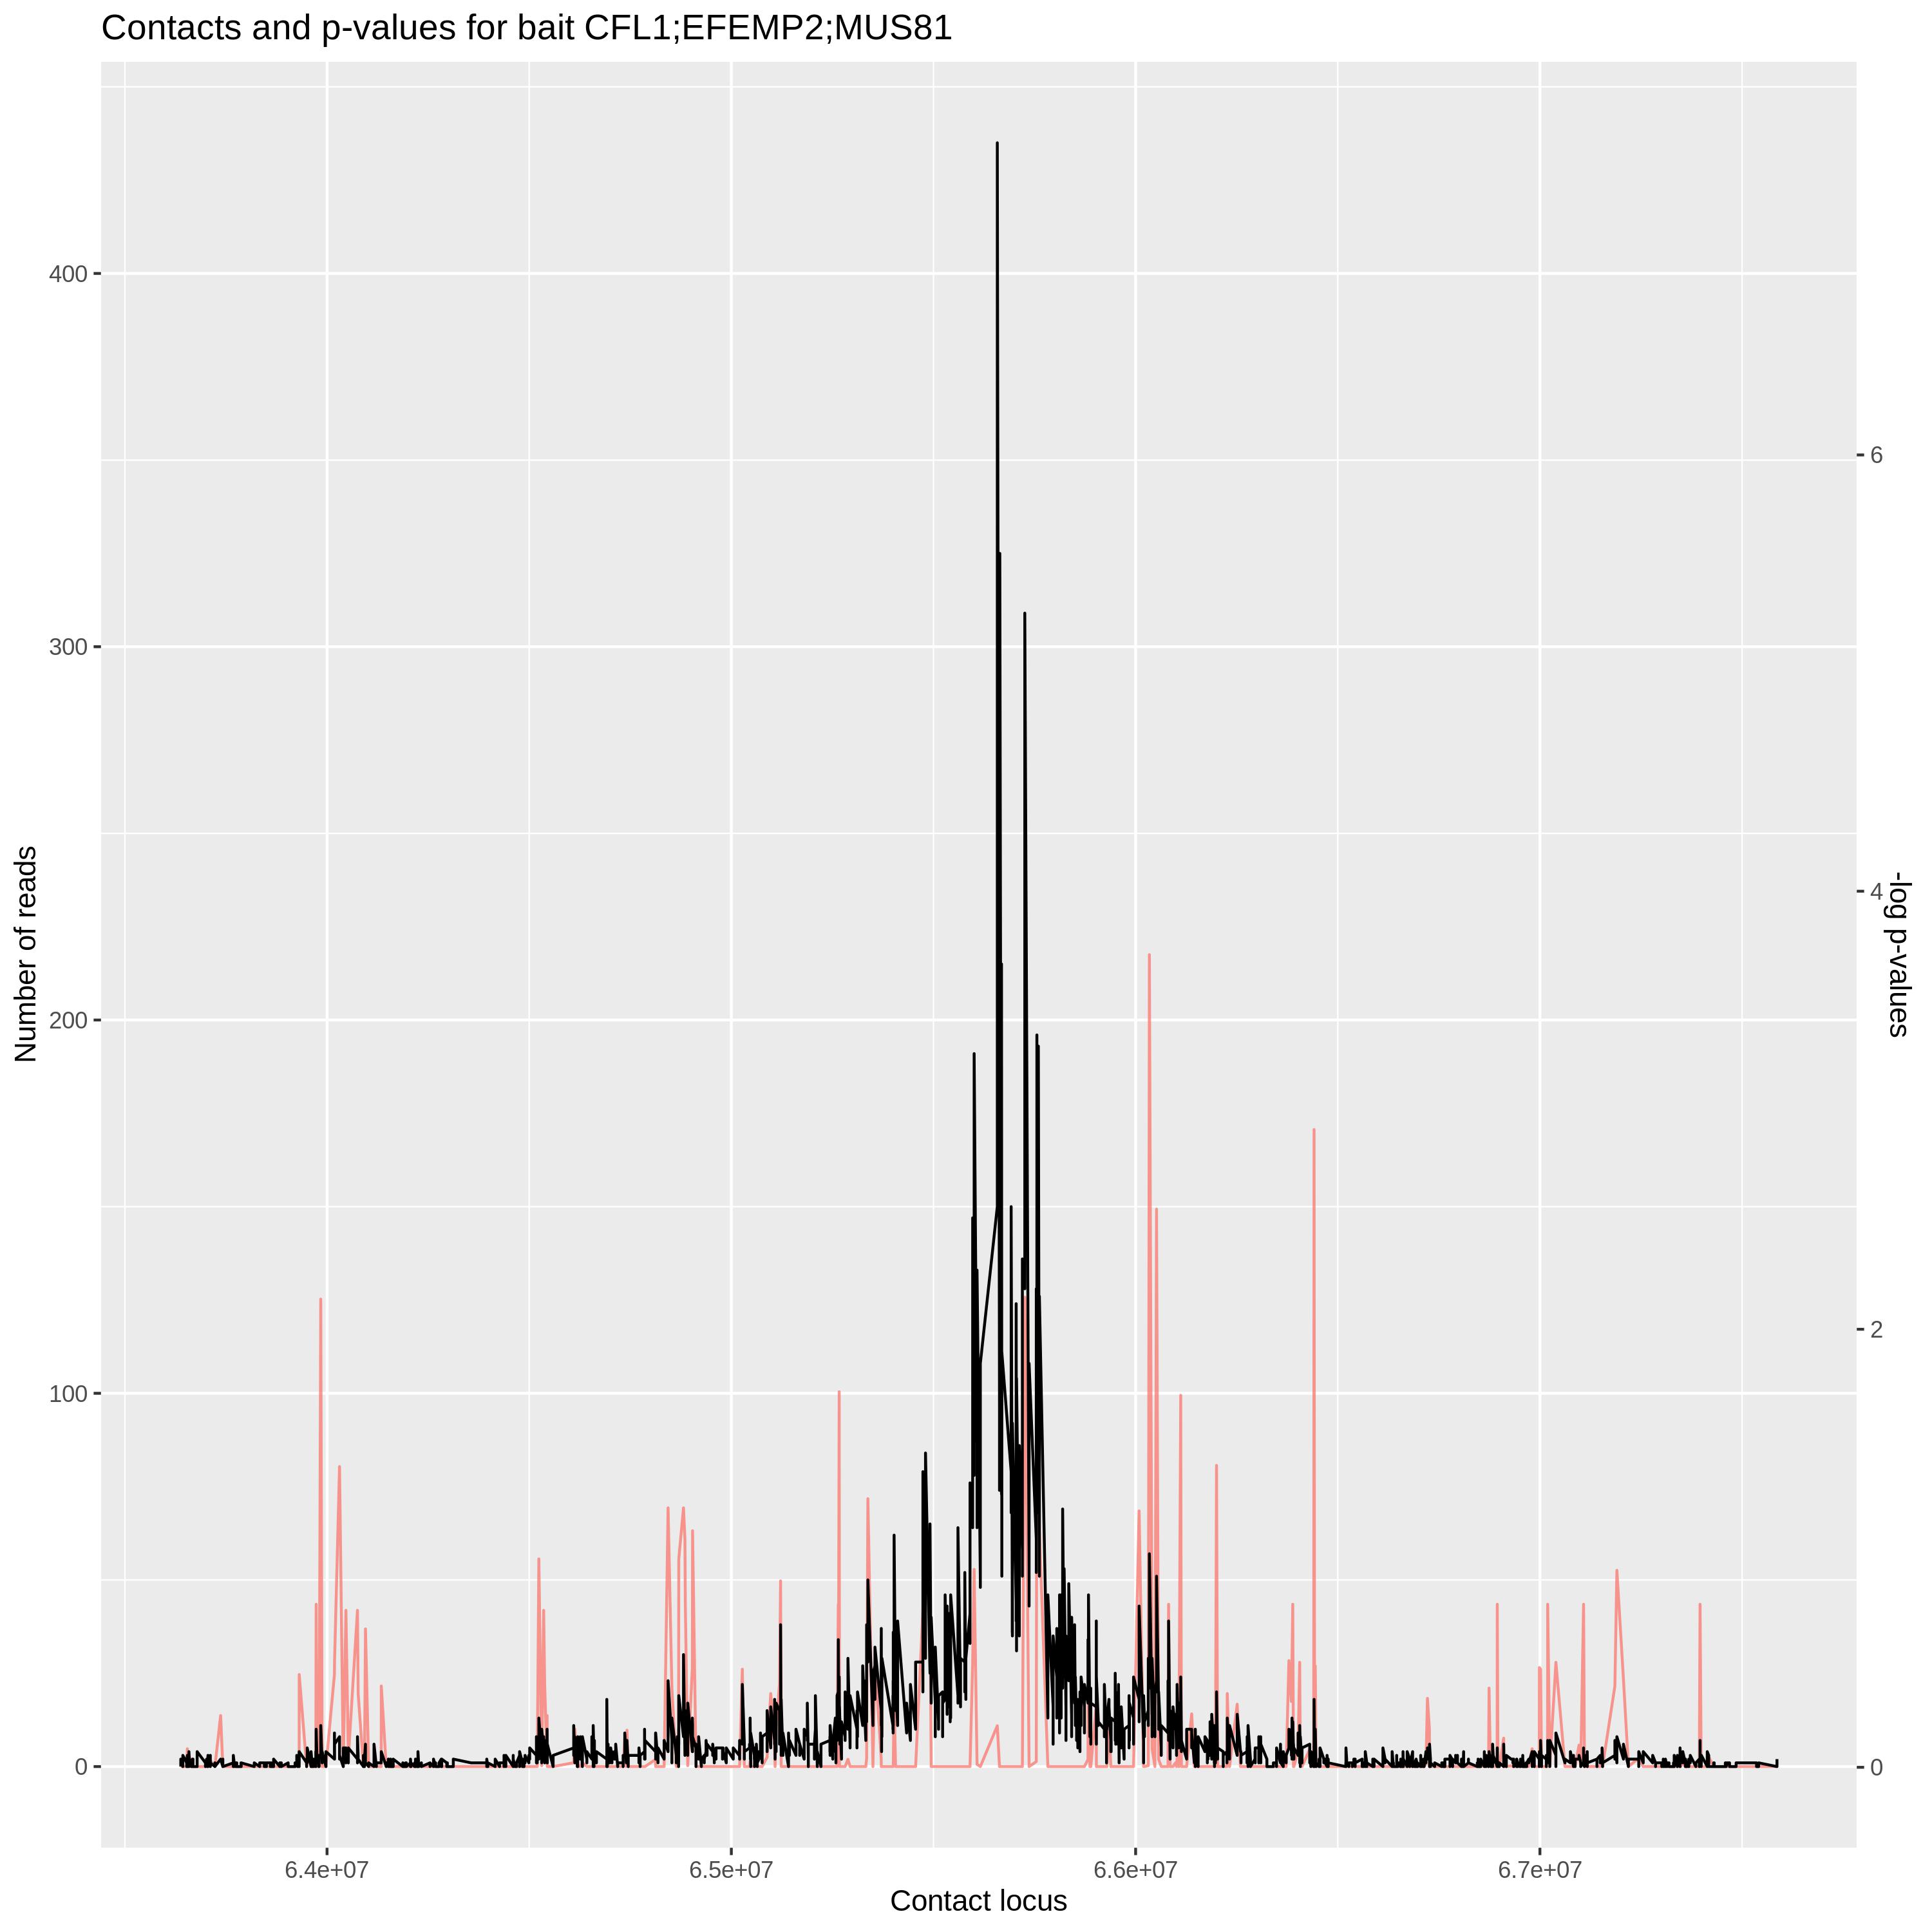 Contacts and p-values for bait CFL1;EFEMP2;MUS81
Number of reads
400
300
200
100
0
6
4
2
0
-log p-values
6.4e+07
6.5e+07
6.6e+07
6.7e+07
Contact locus